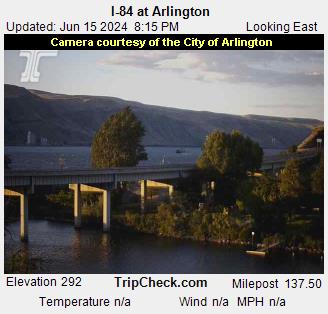 I-84 at Arlington
Updated: Jun 15 2024 8:15 PM Looking East
Camera courtesy of the City of Arlington
Elevation 292 TripCheck.com Milepost 137.50
Temperature n/a Wind n/a MPH n/a